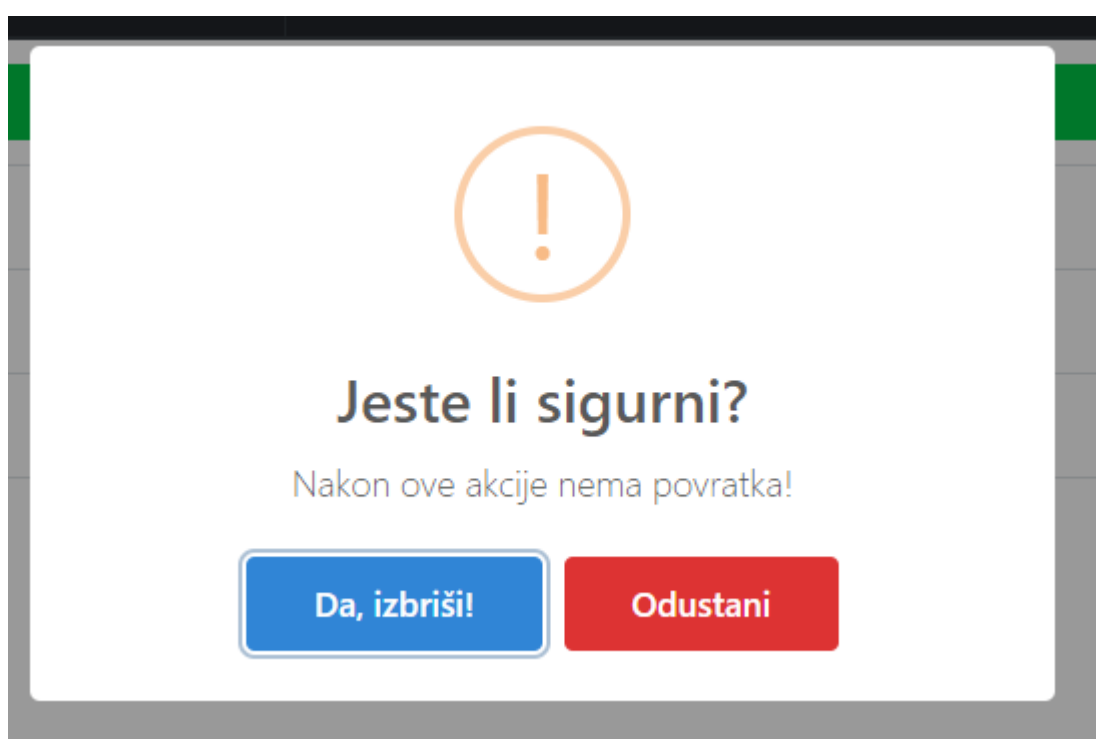 Jeste li sigurni?
Nakon ove akcije nema povratka!
Da, izbriši!
Odustani